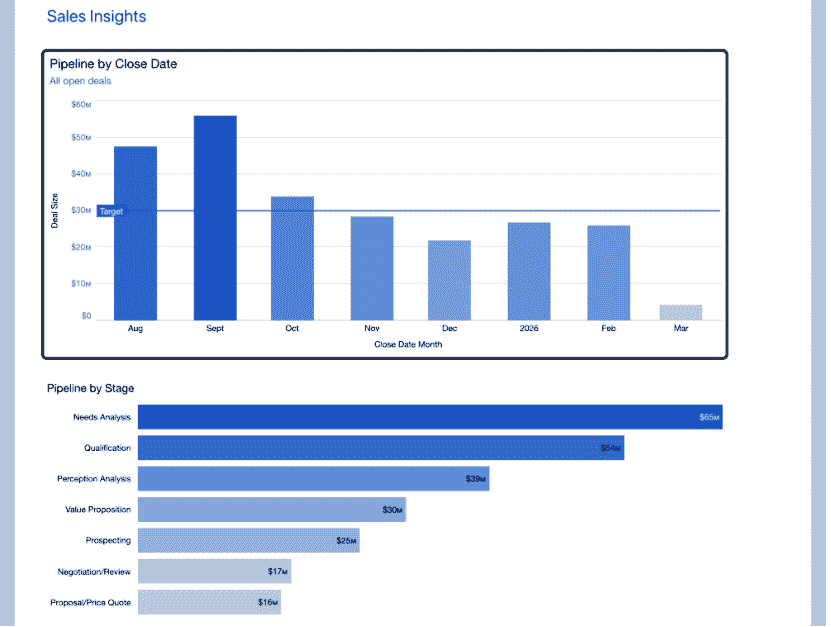 Sales Insights
Pipeline by Close Date
All open deals
$60M
$50M
$40M
$30M
$20M
$10M
$0
Target
Deal Size
Aug Sept Oct Nov Dec 2026 Feb Mar
Close Date Month
Pipeline by Stage
Needs Analysis $65M
Qualification $54M
Perception Analysis $39M
Value Proposition $30M
Prospecting $25M
Negotiation/Review $17M
Proposal/Price Quote $16M